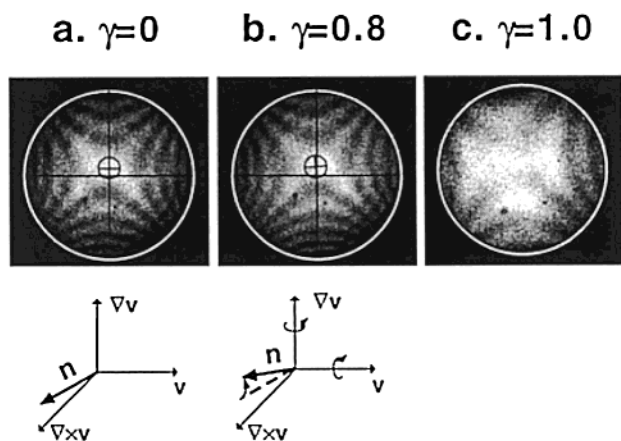 a. γ=0 b. γ=0.8 c. γ=1.0
∇v ∇v
n n
v v
∇×v ∇×v